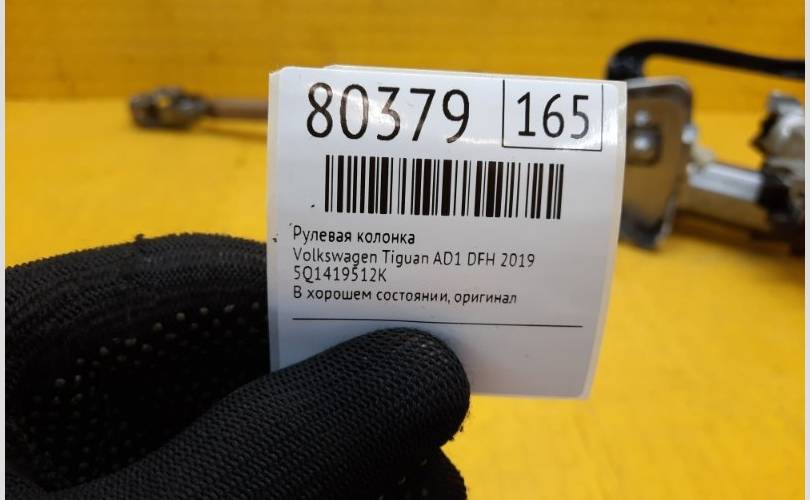 80379 165
Рулевая колонка
Volkswagen Tiguan AD1 DFH 2019
5Q1419512K
В хорошем состоянии, оригинал